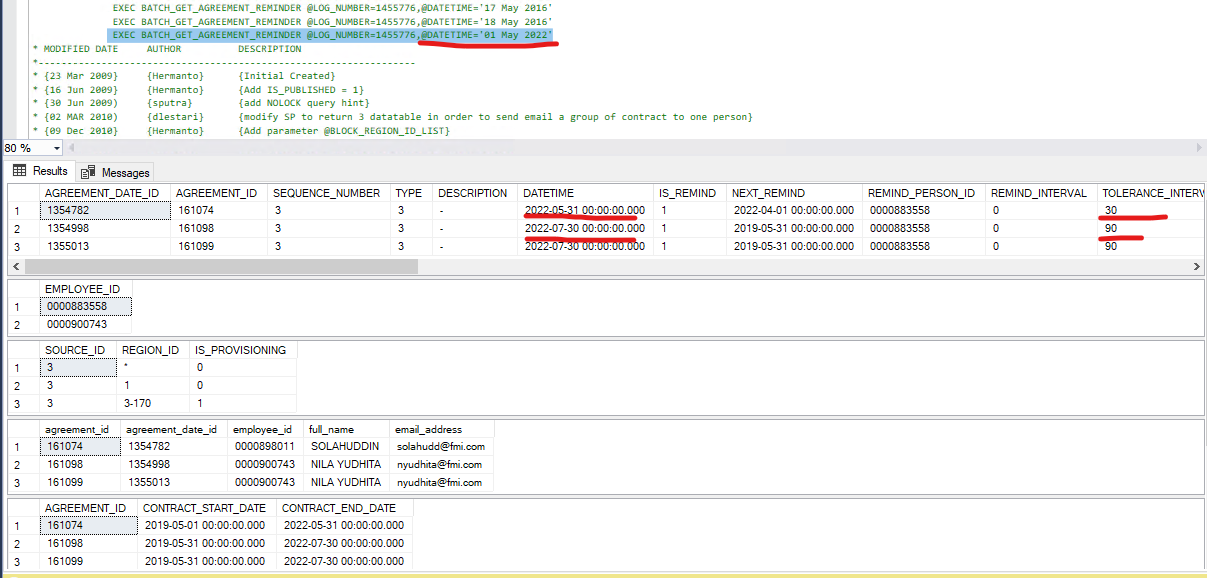 EXEC BATCH_GET_AGREEMENT_REMINDER @LOG_NUMBER=1455776,@DATETIME='17 May 2016'
EXEC BATCH_GET_AGREEMENT_REMINDER @LOG_NUMBER=1455776,@DATETIME='18 May 2016'
EXEC BATCH_GET_AGREEMENT_REMINDER @LOG_NUMBER=1455776,@DATETIME='01 May 2022'
* MODIFIED DATE AUTHOR DESCRIPTION
*----------------------------------------------------------------
* {23 Mar 2009} {Hermanto} {Initial Created}
* {16 Jun 2009} {Hermanto} {Add IS_PUBLISHED = 1}
* (30 Jun 2009) {sputra} {add NOLOCK query hint}
* (02 MAR 2010) {dlestari} {modify SP to return 3 datatable in order to send email a group of contract to one person}
* {09 Dec 2010} {Hermanto} {Add parameter @BLOCK_REGION_ID_LIST}
80 %
Results Messages
AGREEMENT_DATE_ID AGREEMENT_ID SEQUENCE_NUMBER TYPE DESCRIPTION DATETIME IS_REMIND NEXT_REMIND REMIND_PERSON_ID REMIND_INTERVAL TOLERANCE_INTERV
1 1354782 161074 3 3 - 2022-05-31 00:00:00.000 1 2022-04-01 00:00:00.000 0000883558 0 30
2 1354998 161098 3 3 - 2022-07-30 00:00:00.000 1 2019-05-31 00:00:00.000 0000883558 0 90
3 1355013 161099 3 3 - 2022-07-30 00:00:00.000 1 2019-05-31 00:00:00.000 0000883558 0 90
EMPLOYEE_ID
1 0000883558
2 0000900743
SOURCE_ID REGION_ID IS_PROVISIONING
1 3 * 0
2 3 1 0
3 3 3-170 1
agreement_id agreement_date_id employee_id full_name email_address
1 161074 1354782 0000898011 SOLAHUDDIN solahudd@fmi.com
2 161098 1354998 0000900743 NILA YUDHITA nyudhita@fmi.com
3 161099 1355013 0000900743 NILA YUDHITA nyudhita@fmi.com
AGREEMENT_ID CONTRACT_START_DATE CONTRACT_END_DATE
1 161074 2019-05-01 00:00:00.000 2022-05-31 00:00:00.000
2 161098 2019-05-31 00:00:00.000 2022-07-30 00:00:00.000
3 161099 2019-05-31 00:00:00.000 2022-07-30 00:00:00.000